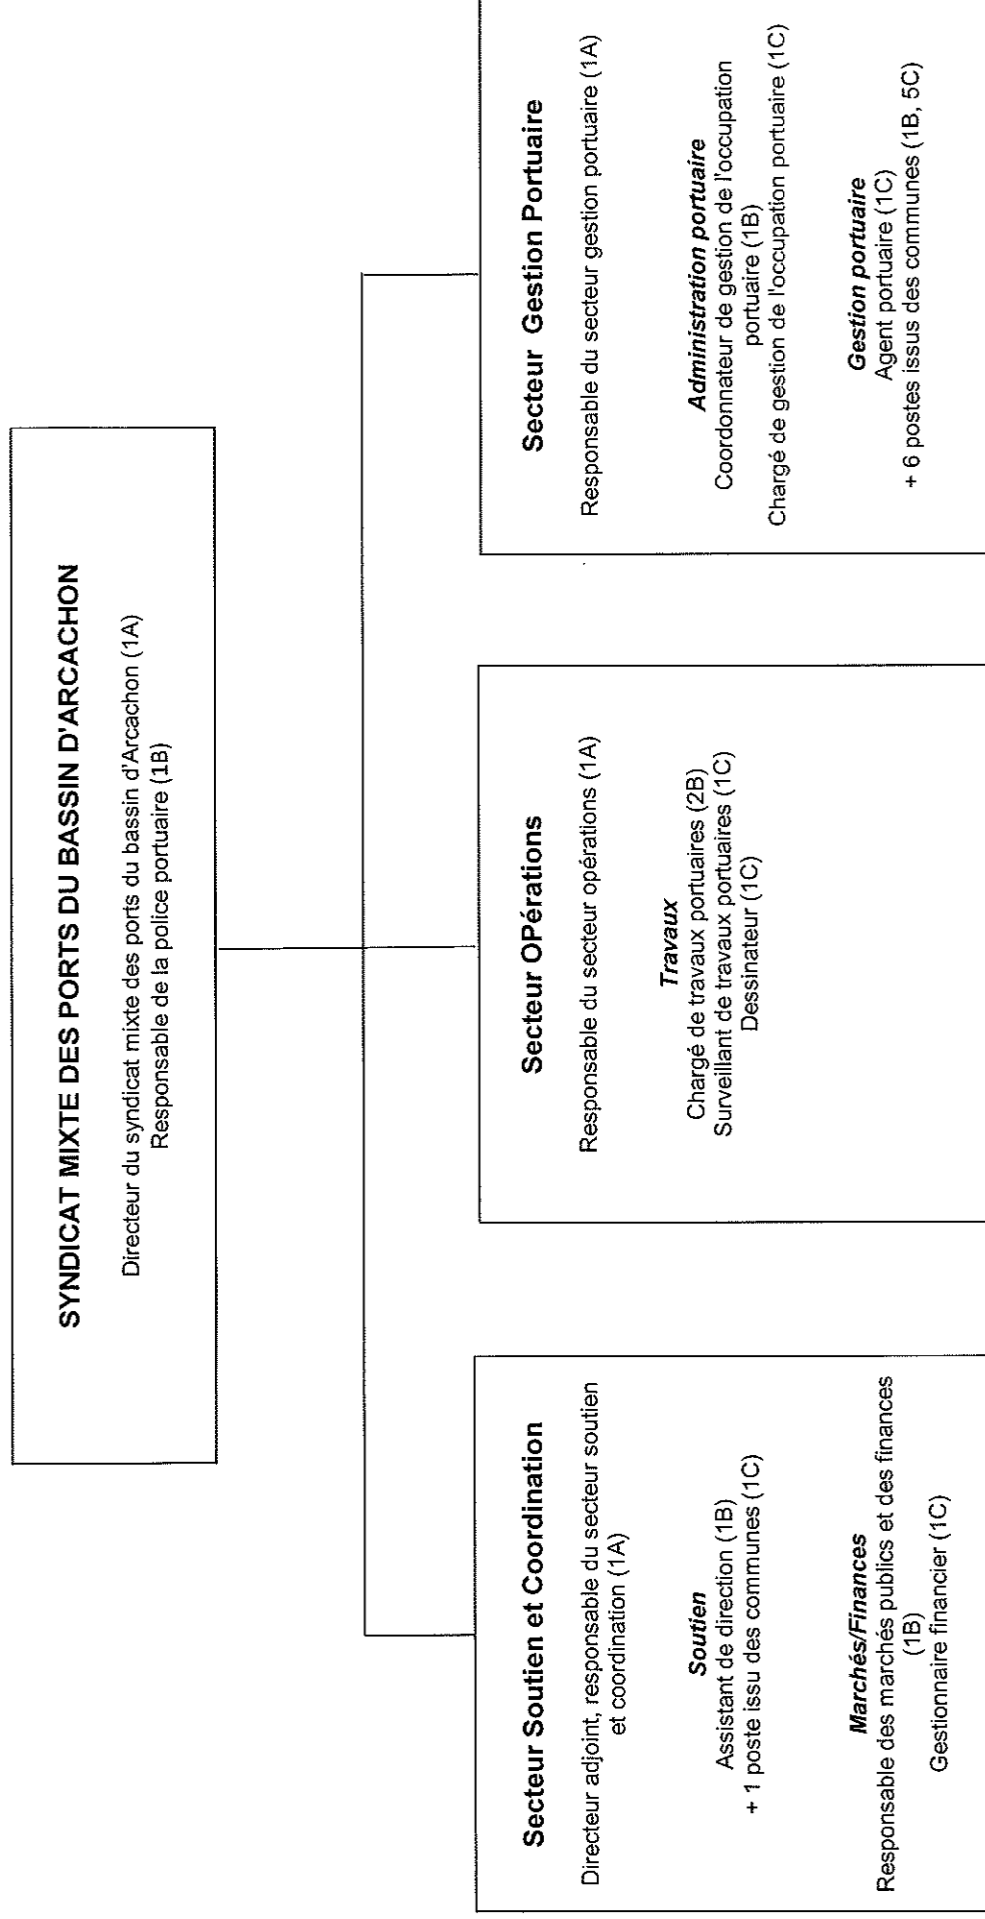 SYNDICAT MIXTE DES PORTS DU BASSIN D'ARCACHON
Directeur du syndicat mixte des ports du bassin d'Arcachon (1A)
Responsable de la police portuaire (1B)
Secteur Soutien et Coordination
Directeur adjoint, responsable du secteur soutien
et coordination (1A)
Soutien
Assistant de direction (1B)
+ 1 poste issu des communes (1C)
Marchés/Finances
Responsable des marchés publics et des finances
(1B)
Gestionnaire financier (1C)
Secteur OPérations
Responsable du secteur opérations (1A)
Travaux
Chargé de travaux portuaires (2B)
Surveillant de travaux portuaires (1C)
Dessinateur (1C)
Secteur Gestion Portuaire
Responsable du secteur gestion portuaire (1A)
Administration portuaire
Coordonnateur de gestion de l'occupation
portuaire (1B)
Chargé de gestion de l'occupation portuaire (1C)
Gestion portuaire
Agent portuaire (1C)
+ 6 postes issus des communes (1B, 5C)